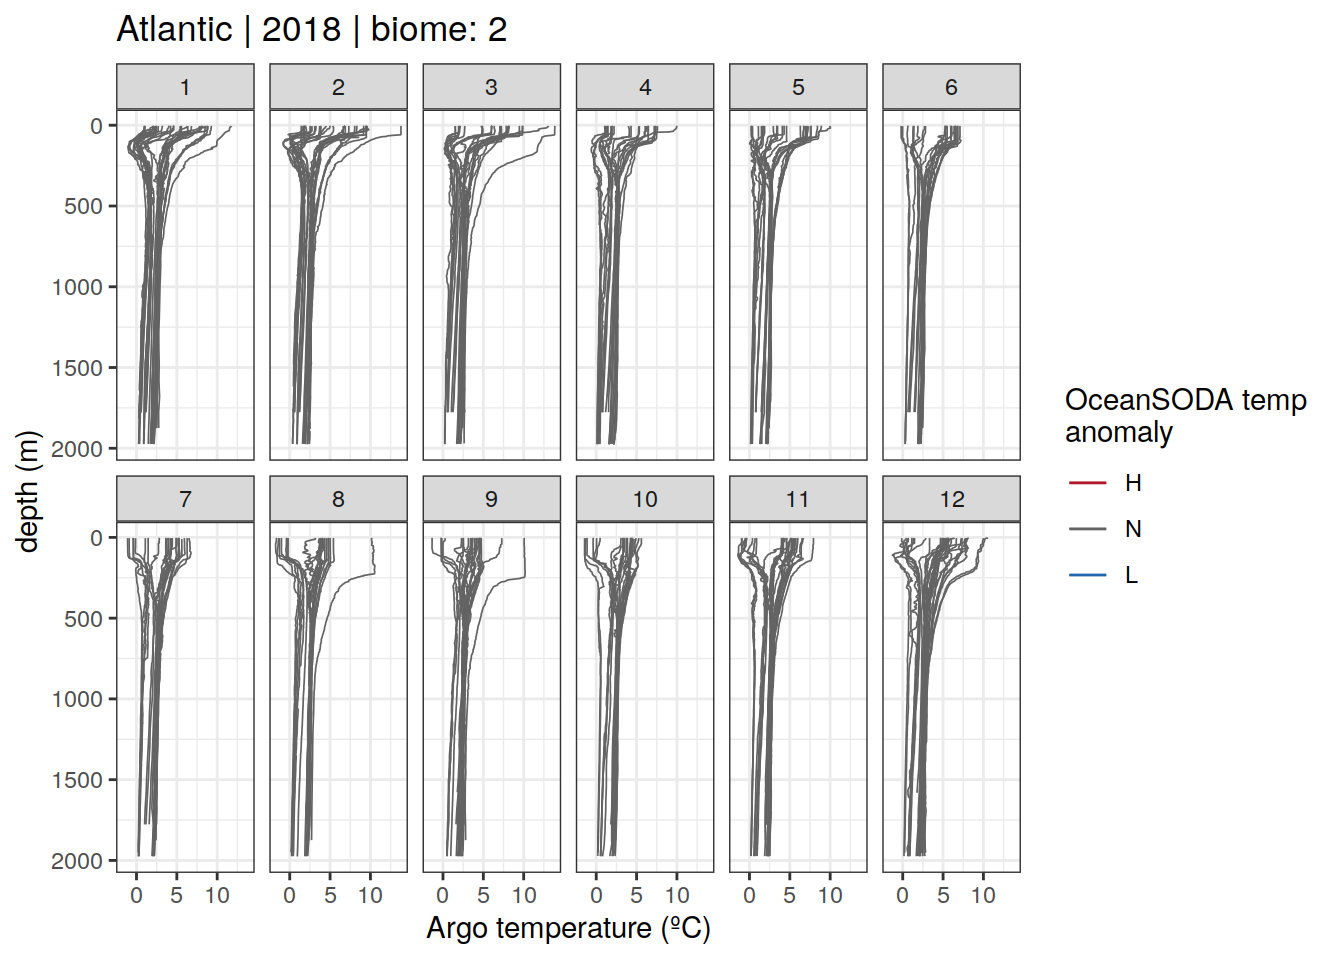 Atlantic | 2018 | biome: 2
1 2 3 4 5 6
0
500
1000
1500
2000
7 8 9 10 11 12
0
500
1000
1500
2000
0 5 10 0 5 10 0 5 10 0 5 10 0 5 10 0 5 10
Argo temperature (ºC)
depth (m)
OceanSODA temp
anomaly
H
N
L